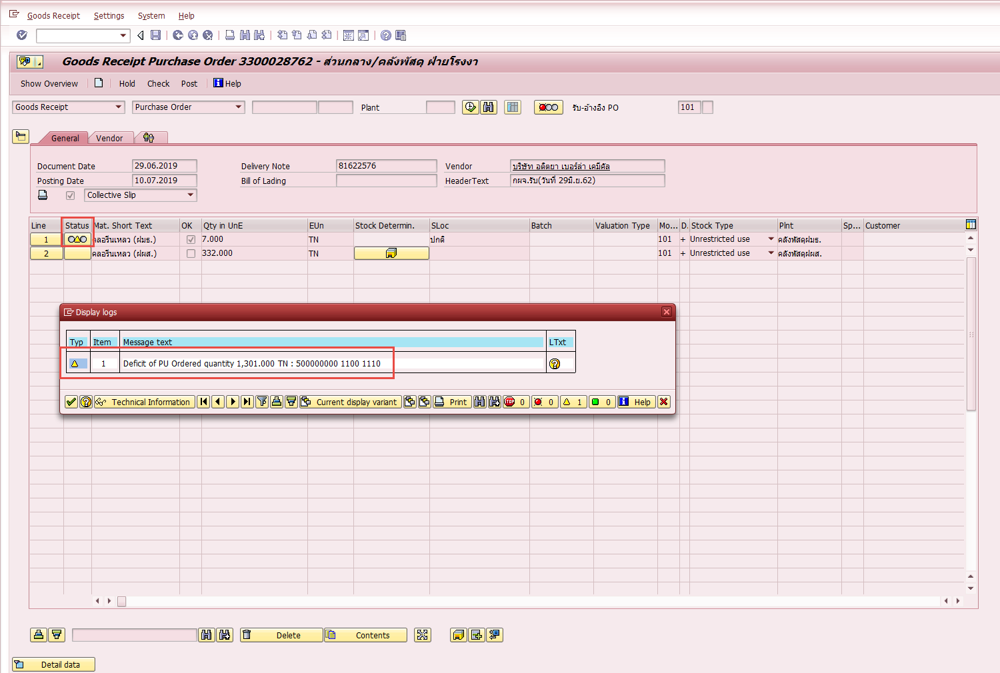 Goods Receipt Settings System Help
Goods Receipt Purchase Order 3300028762 - ส่วนกลาง/คลังพัสดุ ฝ่ายโรงงา
Show Overview Hold Check Post Help
Goods Receipt Purchase Order Plant รับ-อ้างอิง PO 101
General Vendor
Document Date 29.06.2019 Delivery Note 81622576 Vendor บริษัท อดิตยา เบอร์ล่า เคมีคัล
Posting Date 10.07.2019 Bill of Lading HeaderText กผจ.รับ(วันที่ 29มิ.ย.62)
Collective Slip
Line Status Mat. Short Text OK Qty in UnE EUn Stock Determin. SLoc Batch Valuation Type Mo... D. Stock Type Plnt Sp... Customer
1 คลอรีนเหลว (ฝมธ.) 7.000 TN ปกติ 101 + Unrestricted use คลังพัสดุฝมธ.
2 คลอรีนเหลว (ฝผส.) 332.000 TN 101 + Unrestricted use คลังพัสดุฝผส.
Display logs
Typ Item Message text LTxt
1 Deficit of PU Ordered quantity 1,301.000 TN : 500000000 1100 1110
Technical Information Current display variant Print STOP 0 0 1 0 Help
Delete Contents
Detail data